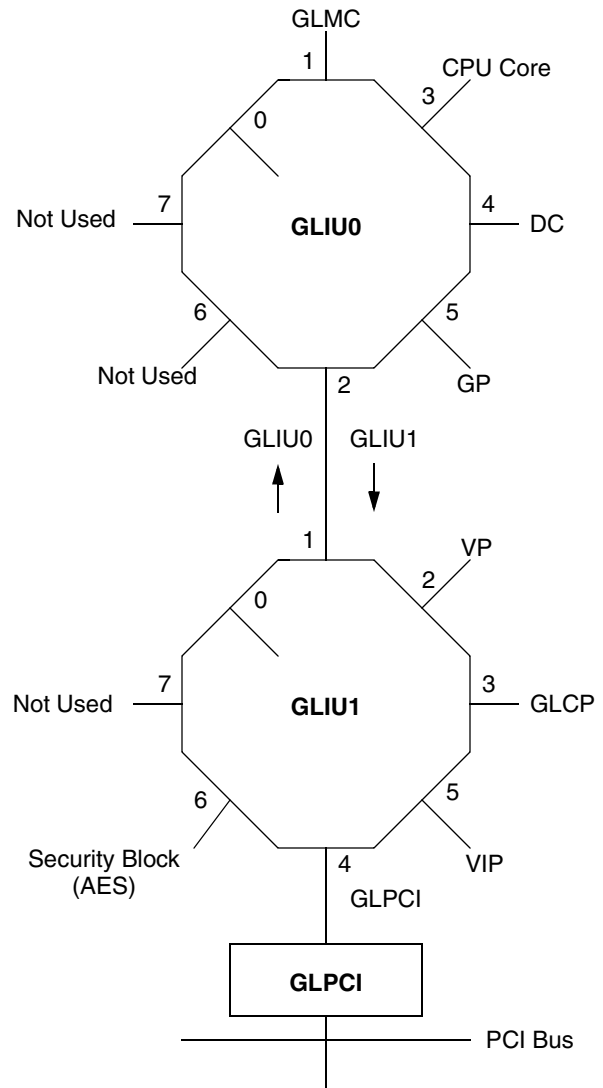 GLMC
1
CPU Core
3
0
Not Used
7
GLIU0
4
DC
6
5
Not Used
2
GP
GLIU0
GLIU1
1
VP
2
0
Not Used
7
GLIU1
3
GLCP
6
5
Security Block
(AES)
4
VIP
GLPCI
GLPCI
PCI Bus